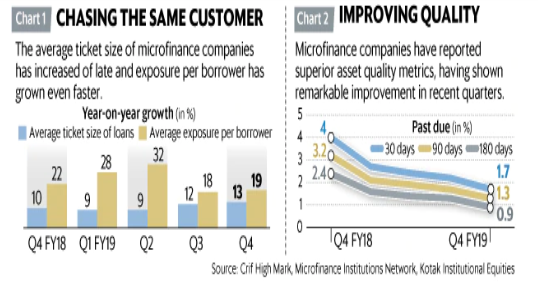 Chart 1 CHASING THE SAME CUSTOMER
The average ticket size of microfinance companies
has increased of late and exposure per borrower has
grown even faster.
Year-on-year growth (in %)
Average ticket size of loans Average exposure per borrower
10 22 9 28 9 32 12 18 13 19
Q4 FY18 Q1 FY19 Q2 Q3 Q4
Chart 2 IMPROVING QUALITY
Microfinance companies have reported
superior asset quality metrics, having shown
remarkable improvement in recent quarters.
Past due (in %)
30 days 90 days 180 days
5
4
3
2
1
0
4
3.2
2.4
1.7
1.3
0.9
Q4 FY18 Q4 FY19
Source: Crif High Mark, Microfinance Institutions Network, Kotak Institutional Equities